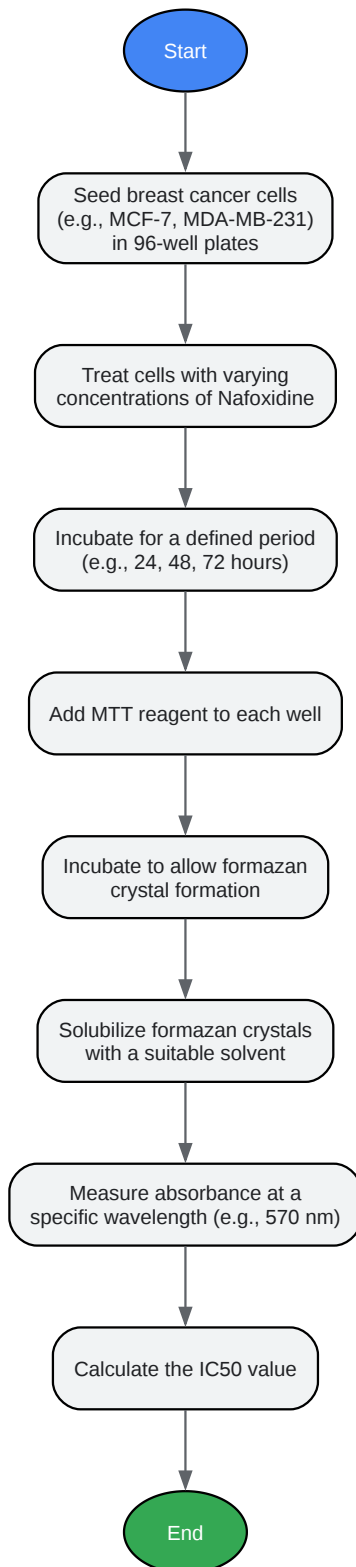 Start
Seed breast cancer cells
(e.g., MCF-7, MDA-MB-231)
in 96-well plates
Treat cells with varying
concentrations of Nafoxidine
Incubate for a defined period
(e.g., 24, 48, 72 hours)
Add MTT reagent to each well
Incubate to allow formazan
crystal formation
Solubilize formazan crystals
with a suitable solvent
Measure absorbance at a
specific wavelength (e.g., 570 nm)
Calculate the IC50 value
End